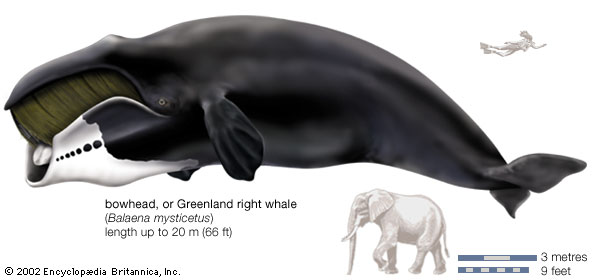 bowhead, or Greenland right whale
(Balaena mysticetus)
length up to 20 m (66 ft)
3 metres
9 feet
© 2002 Encyclopædia Britannica, Inc.